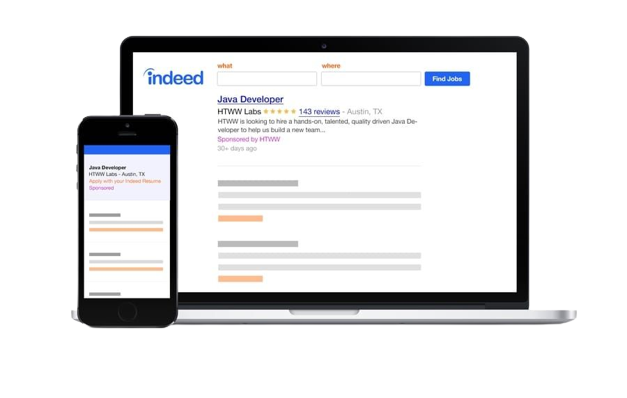 indeed
what
where
Find Jobs
Java Developer
HTWW Labs ★★★★★ 143 reviews - Austin, TX
HTWW is looking to hire a hands-on, talented, quality driven Java De-
veloper to help us build a new team...
Sponsored by HTWW
30+ days ago
Java Developer
HTWW Labs - Austin, TX
Apply with your Indeed Resume
Sponsored